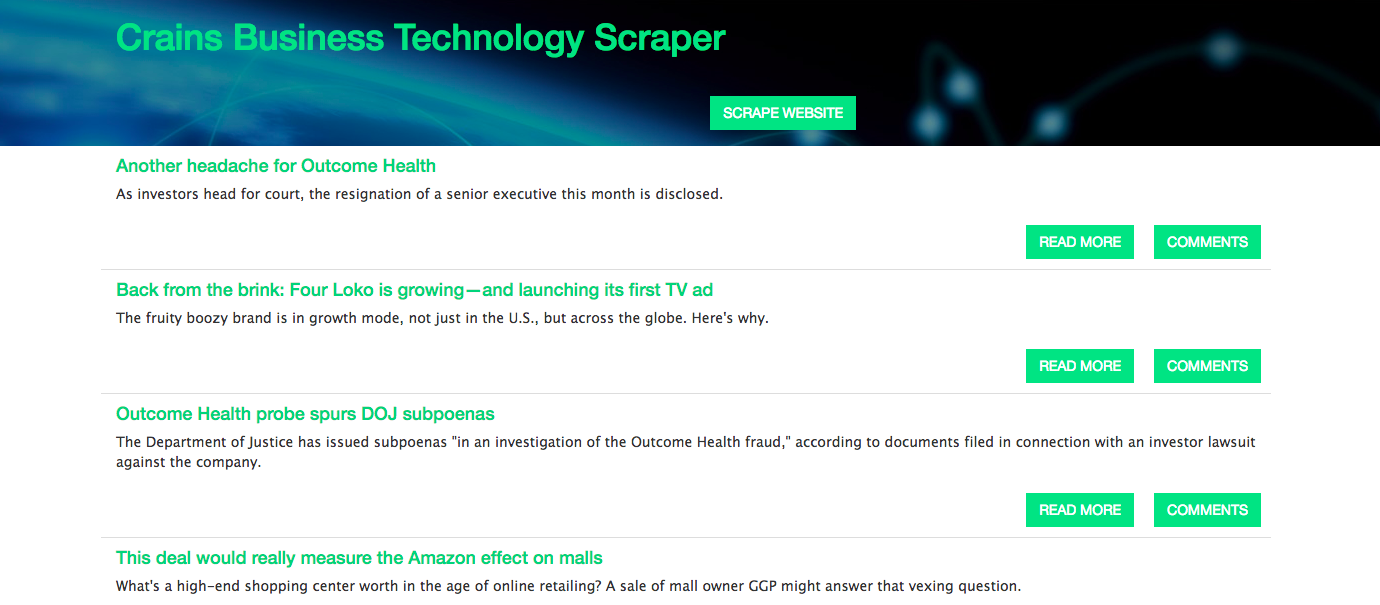 Crains Business Technology Scraper
SCRAPE WEBSITE
Another headache for Outcome Health
As investors head for court, the resignation of a senior executive this month is disclosed.
READ MORE COMMENTS
Back from the brink: Four Loko is growing—and launching its first TV ad
The fruity boozy brand is in growth mode, not just in the U.S., but across the globe. Here's why.
READ MORE COMMENTS
Outcome Health probe spurs DOJ subpoenas
The Department of Justice has issued subpoenas "in an investigation of the Outcome Health fraud," according to documents filed in connection with an investor lawsuit
against the company.
READ MORE COMMENTS
This deal would really measure the Amazon effect on malls
What's a high-end shopping center worth in the age of online retailing? A sale of mall owner GGP might answer that vexing question.